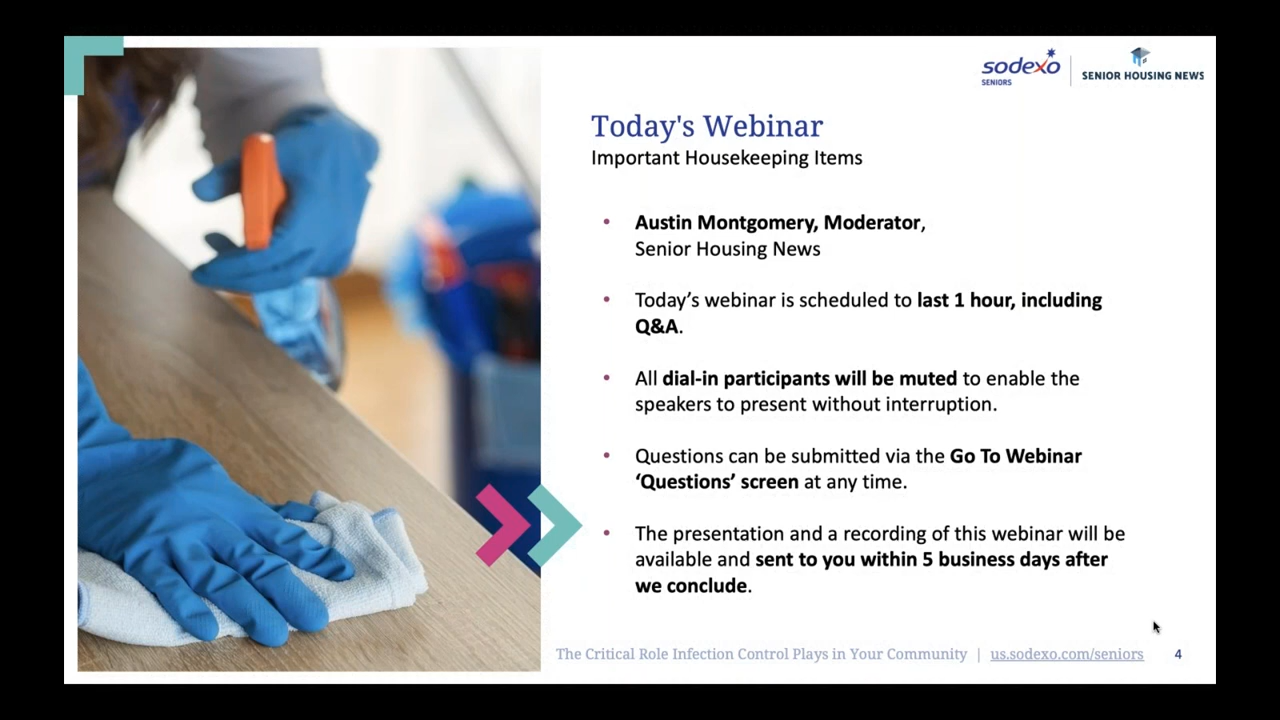 sodexo
SENIORS
SENIOR HOUSING NEWS
Today's Webinar
Important Housekeeping Items
• Austin Montgomery, Moderator,
Senior Housing News
• Today’s webinar is scheduled to last 1 hour, including
Q&A.
• All dial-in participants will be muted to enable the
speakers to present without interruption.
• Questions can be submitted via the Go To Webinar
‘Questions’ screen at any time.
• The presentation and a recording of this webinar will be
available and sent to you within 5 business days after
we conclude.
The Critical Role Infection Control Plays in Your Community | us.sodexo.com/seniors 4